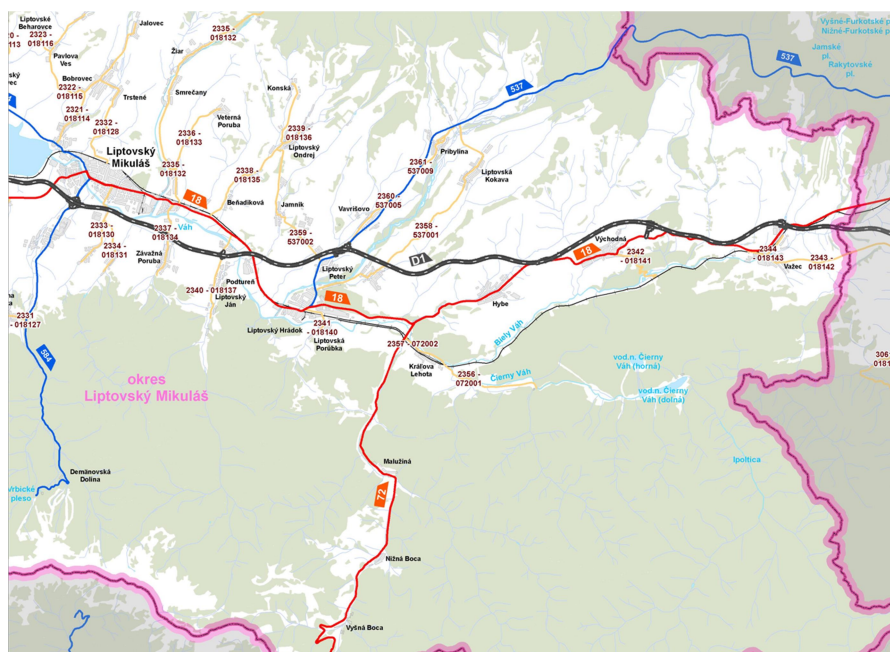 Liptovské
Beharovce
Jalovec
2335 -
018132
2323 -
018116
Vyšné-Furkotské p
Nižné-Furkotské p
Jamské
pl.
537
Rakytovské
pl.
Pavlova
Ves
Žiar
Bobrovec
2322 -
018115
Trstené
Smrečany
Konská
537
2321 -
018114
2332 -
018128
Veterná
Poruba
2336 -
018133
2339 -
018136
Liptovský
Ondrej
Liptovský
Mikuláš
2335 -
018132
2338 -
018135
2361 -
537009
Pribylina
Liptovská
Kokava
18
Beňadiková
Jamník
2360 -
537005
Vavrišovo
2333 -
018130
2337 -
018134
Váh
2359 -
537002
2358 -
537001
2334 -
018131
Závažná
Poruba
D1
Východná
18
2342
- 018141
2344 -
018143
2343 -
018142
Važec
Liptovský
Peter
Podtureň
2340 - 018137
Liptovský
Ján
18
Hybe
2331
- 018127
Liptovský Hrádok
2341
- 018140
Liptovská
Porúbka
2357 - 072002
Biely Váh
Kráľova
Lehota
2356 -
072001
Čierny Váh
vod.n. Čierny
Váh (horná)
vod.n. Čierny
Váh (dolná)
584
okres
Liptovský Mikuláš
Ipoltica
Malužiná
Demänovská
Dolina
Vrbické
pleso
72
Nižná Boca
Vyšná Boca